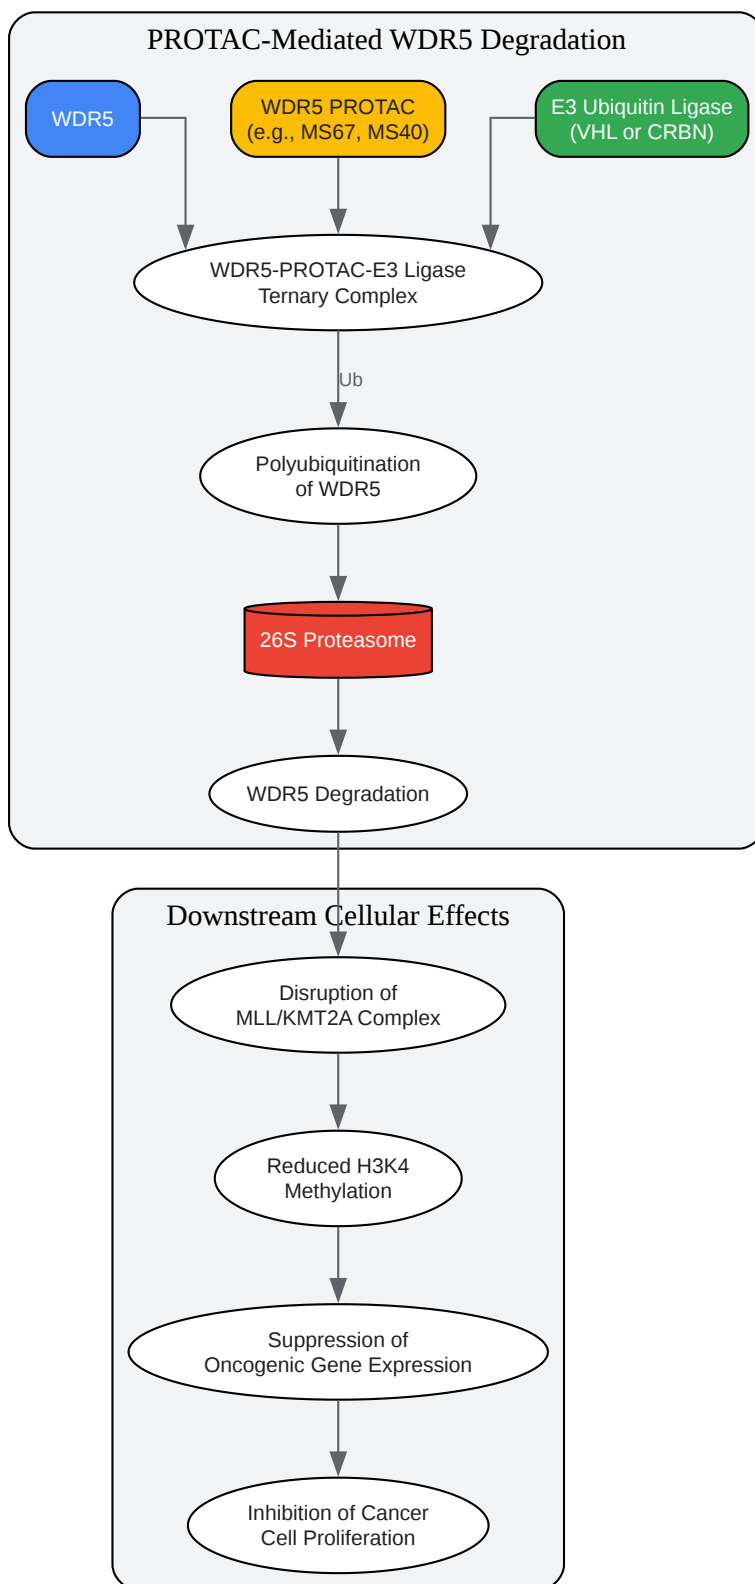 PROTAC-Mediated WDR5 Degradation
WDR5
WDR5 PROTAC
(e.g., MS67, MS40)
E3 Ubiquitin Ligase
(VHL or CRBN)
WDR5-PROTAC-E3 Ligase
Ternary Complex
Ub
Polyubiquitination
of WDR5
26S Proteasome
WDR5 Degradation
Downstream Cellular Effects
Disruption of
MLL/KMT2A Complex
Reduced H3K4
Methylation
Suppression of
Oncogenic Gene Expression
Inhibition of Cancer
Cell Proliferation